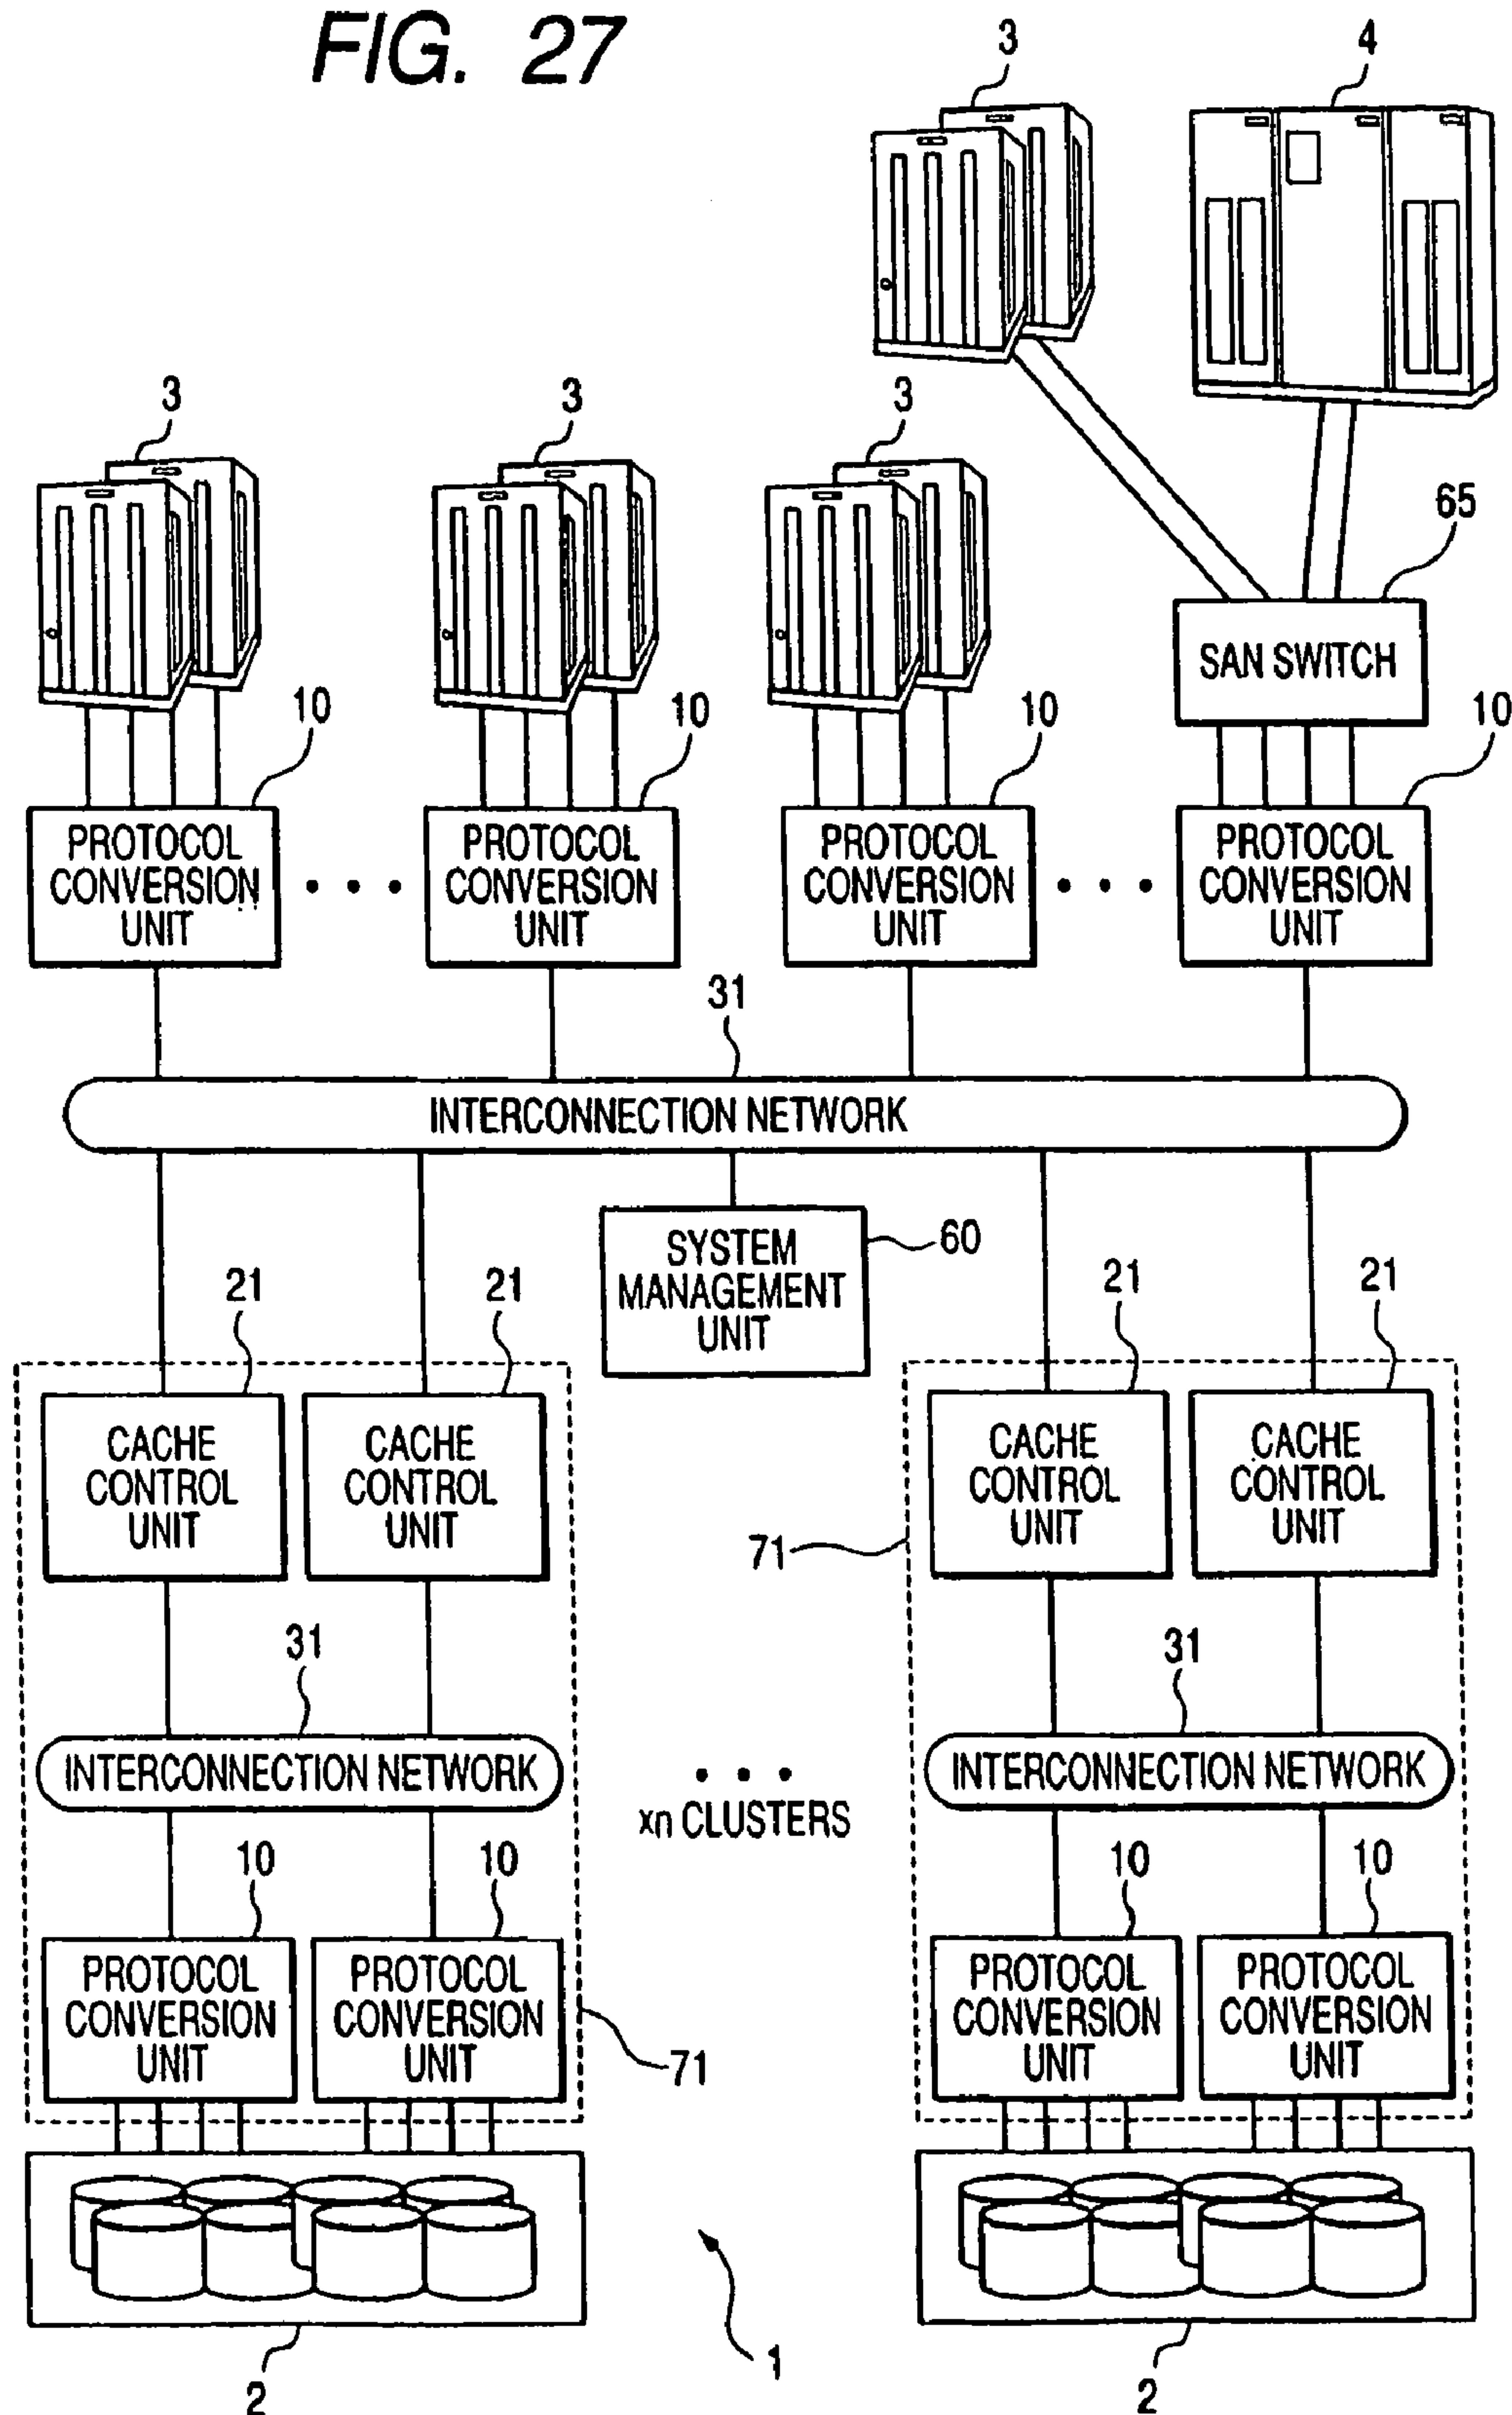 FIG. 27
3
4
3
3
3
65
SAN SWITCH
10
10
10
10
PROTOCOL
CONVERSION
UNIT
PROTOCOL
CONVERSION
UNIT
PROTOCOL
CONVERSION
UNIT
PROTOCOL
CONVERSION
UNIT
31
INTERCONNECTION NETWORK
SYSTEM
MANAGEMENT
UNIT
60
21
21
21
21
CACHE
CONTROL
UNIT
CACHE
CONTROL
UNIT
CACHE
CONTROL
UNIT
CACHE
CONTROL
UNIT
71
31
31
INTERCONNECTION NETWORK
INTERCONNECTION NETWORK
xn CLUSTERS
10
10
10
10
PROTOCOL
CONVERSION
UNIT
PROTOCOL
CONVERSION
UNIT
PROTOCOL
CONVERSION
UNIT
PROTOCOL
CONVERSION
UNIT
71
2
1
2